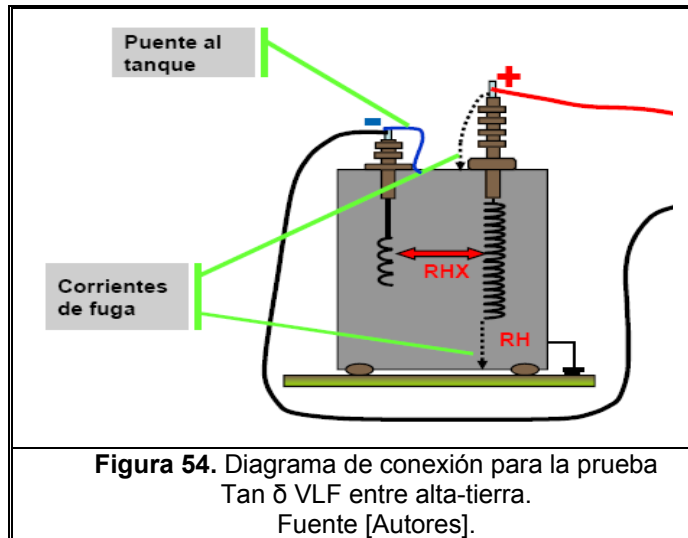 Puente al
tanque
+
-
RHX
Corrientes
de fuga
RH
Figura 54. Diagrama de conexión para la prueba
Tan δ VLF entre alta-tierra.
Fuente [Autores].